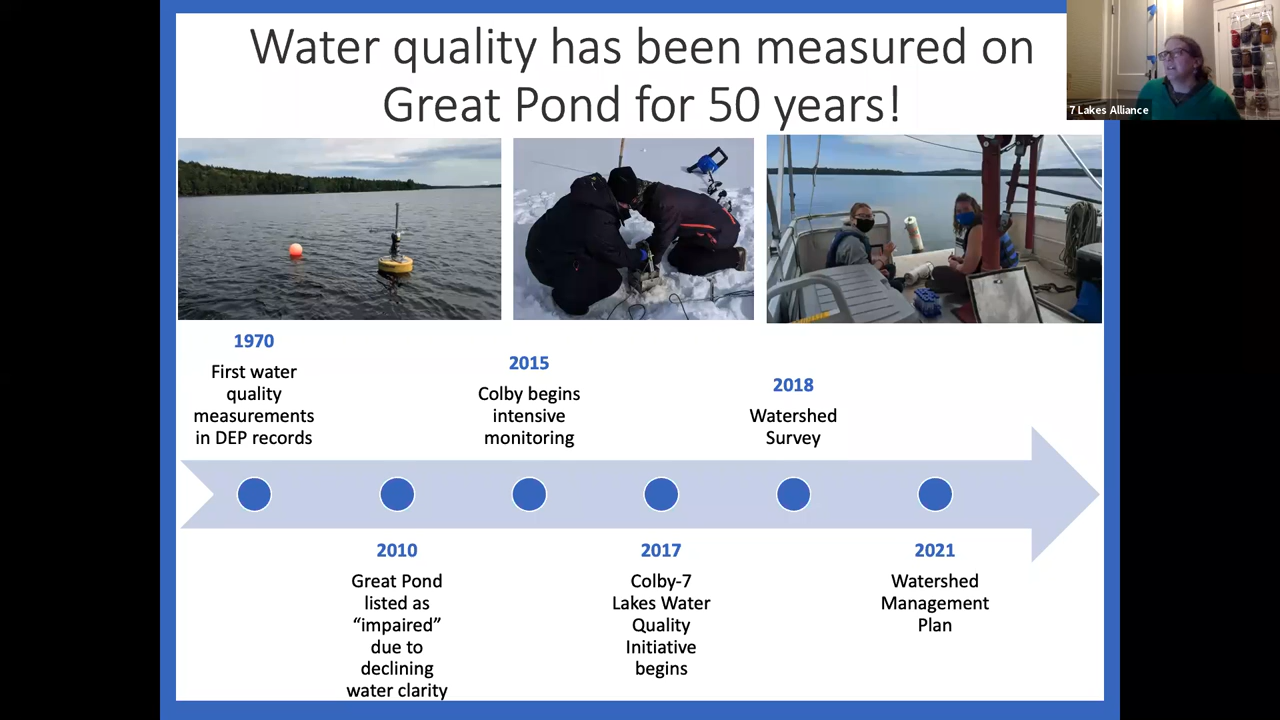 Water quality has been measured on
Great Pond for 50 years!
7 Lakes Alliance
1970
First water
quality
measurements
in DEP records
2015
Colby begins
intensive
monitoring
2018
Watershed
Survey
2010
Great Pond
listed as
“impaired”
due to
declining
water clarity
2017
Colby-7
Lakes Water
Quality
Initiative
begins
2021
Watershed
Management
Plan